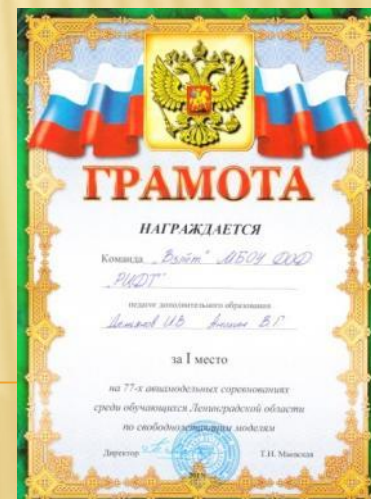 ГРАМОТА
НАГРАЖДАЕТСЯ
Команда „Взлёт" МБОУ ДОД
„РЦДТ"
педагог дополнительного образования
В.Г.
за I место
на 77-х авиамодельных соревнованиях
среди обучающихся Ленинградской области
по свободнолетающим моделям
Директор Т.И. Маевская